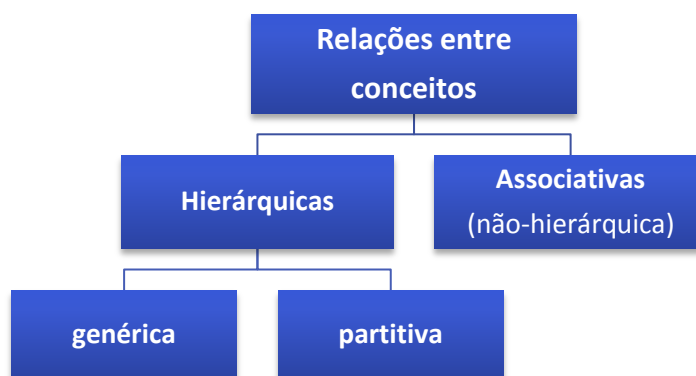 Relações entre
conceitos
Hierárquicas
Associativas
(não-hierárquica)
genérica
partitiva